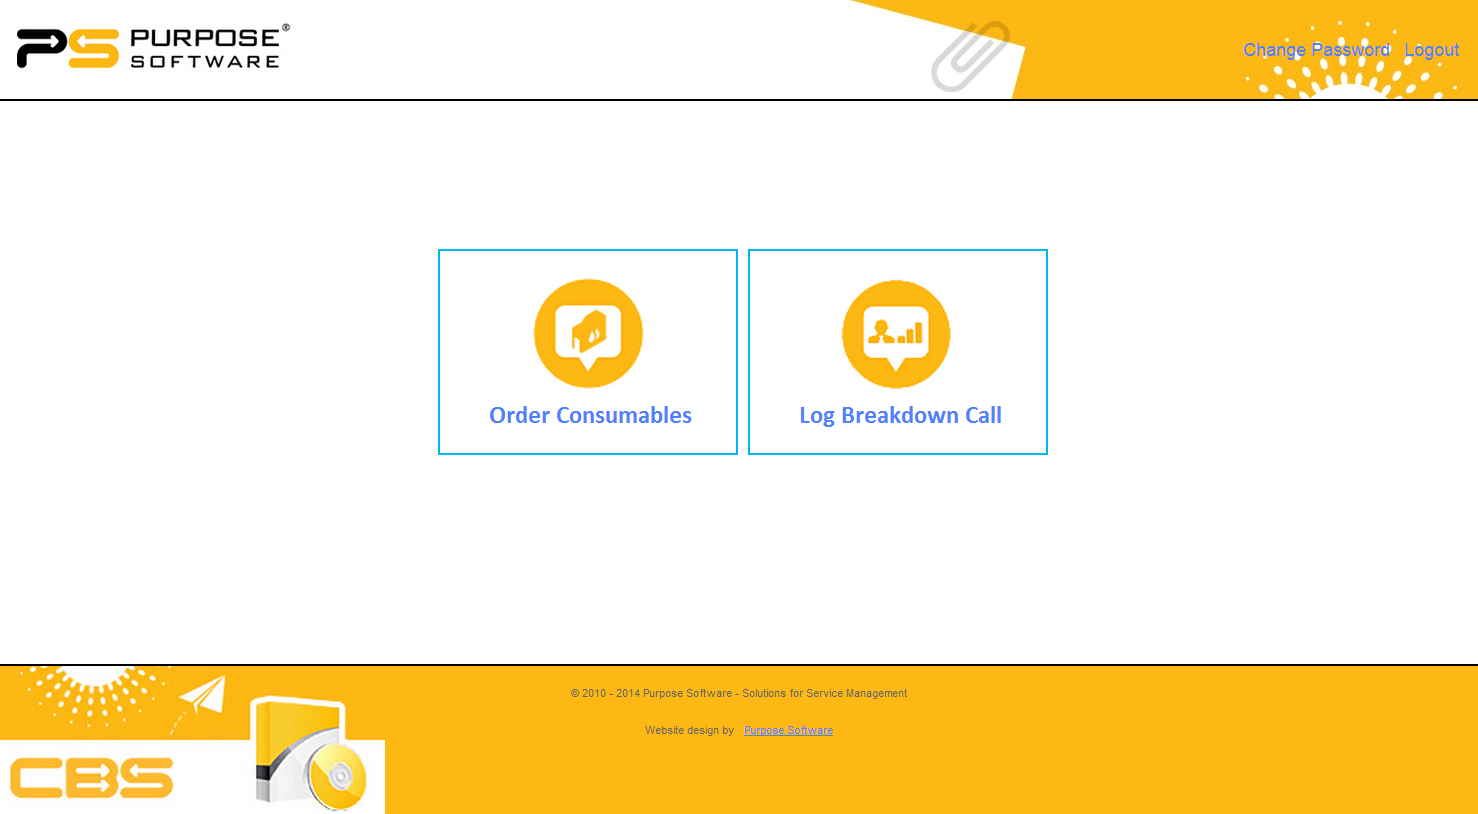 PS PURPOSE®
SOFTWARE
Change Password Logout
Order Consumables
Log Breakdown Call
© 2010 - 2014 Purpose Software - Solutions for Service Management
Website design by Purpose Software
CBS